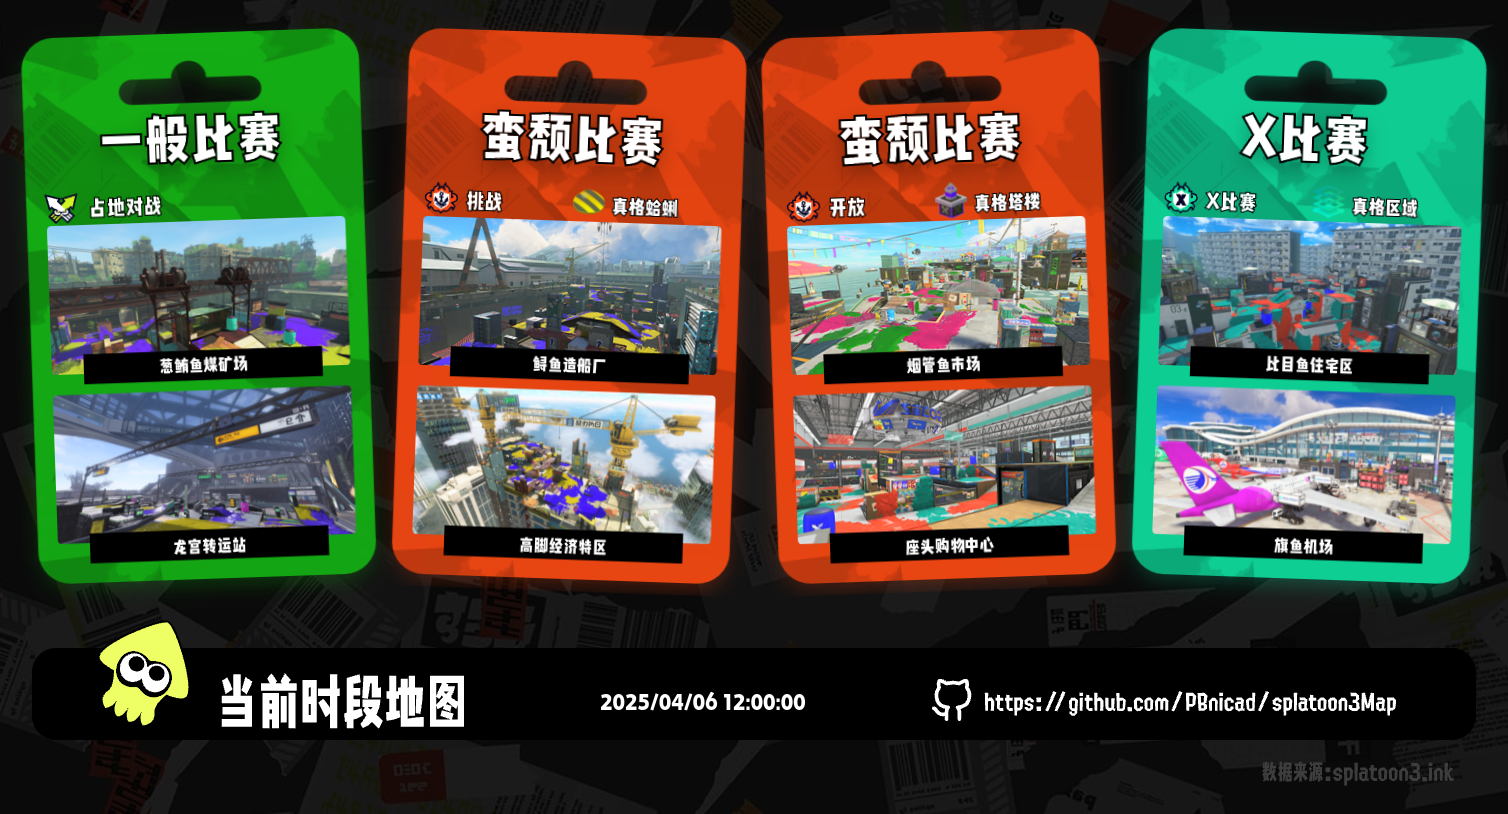 一般比赛
占地对战
葱鲔鱼煤矿场
龙宫转运站
蛮颓比赛
挑战
真格蛤蜊
鲟鱼造船厂
高脚经济特区
蛮颓比赛
开放
真格塔楼
烟管鱼市场
座头购物中心
X比赛
X比赛
真格区域
比目鱼住宅区
旗鱼机场
当前时段地图
2025/04/06 12:00:00
https://github.com/PBnicad/splatoon3Map
数据来源:splatoon3.ink